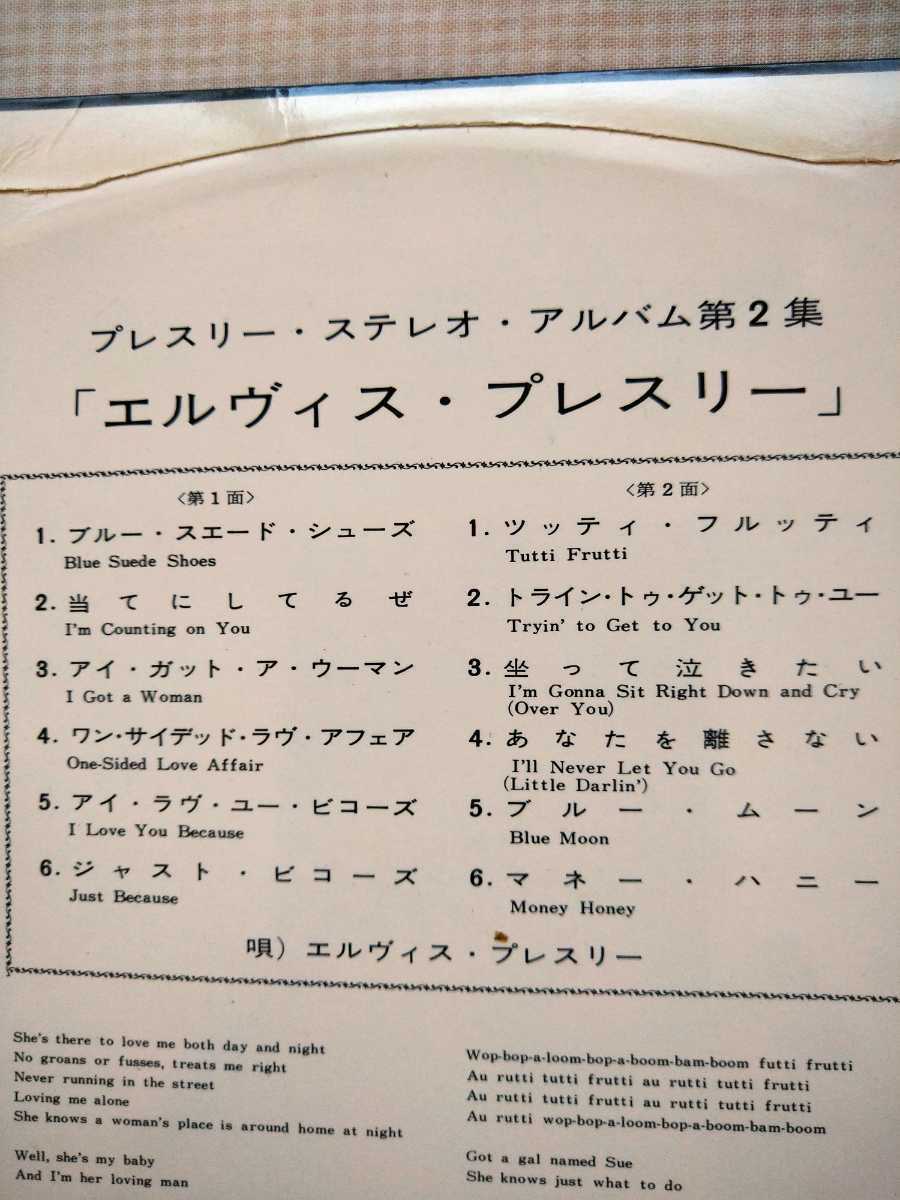 プレスリー・ステレオ・アルバム第2集
「エルヴィス・プレスリー」
〈第1面〉
1. ブルー・スエード・シューズ
Blue Suede Shoes
2. 当てにしてるぜ
I'm Counting on You
3. アイ・ガット・ア・ウーマン
I Got a Woman
4. ワン・サイデッド・ラヴ・アフェア
One-Sided Love Affair
5. アイ・ラヴ・ユー・ビコーズ
I Love You Because
6. ジャスト・ビコーズ
Just Because
〈第2面〉
1. ツッティ・フルッティ
Tutti Frutti
2. トライン・トゥ・ゲット・トゥ・ユー
Tryin' to Get to You
3. 坐って泣きたい
I'm Gonna Sit Right Down and Cry
(Over You)
4. あなたを離さない
I'll Never Let You Go
(Little Darlin')
5. ブルー・ムーン
Blue Moon
6. マネー・ハニー
Money Honey
唄）エルヴィス・プレスリー
She's there to love me both day and night
No groans or fusses, treats me right
Never running in the street
Loving me alone
She knows a woman's place is around home at night
Well, she's my baby
And I'm her loving man
Wop-bop-a-loom-bop-a-boom-bam-boom futti frutti
Au rutti tutti frutti au rutti tutti frutti
Au rutti tutti frutti au rutti tutti frutti
Au rutti wop-bop-a-loom-bop-a-boom-bam-boom
Got a gal named Sue
She knows just what to do